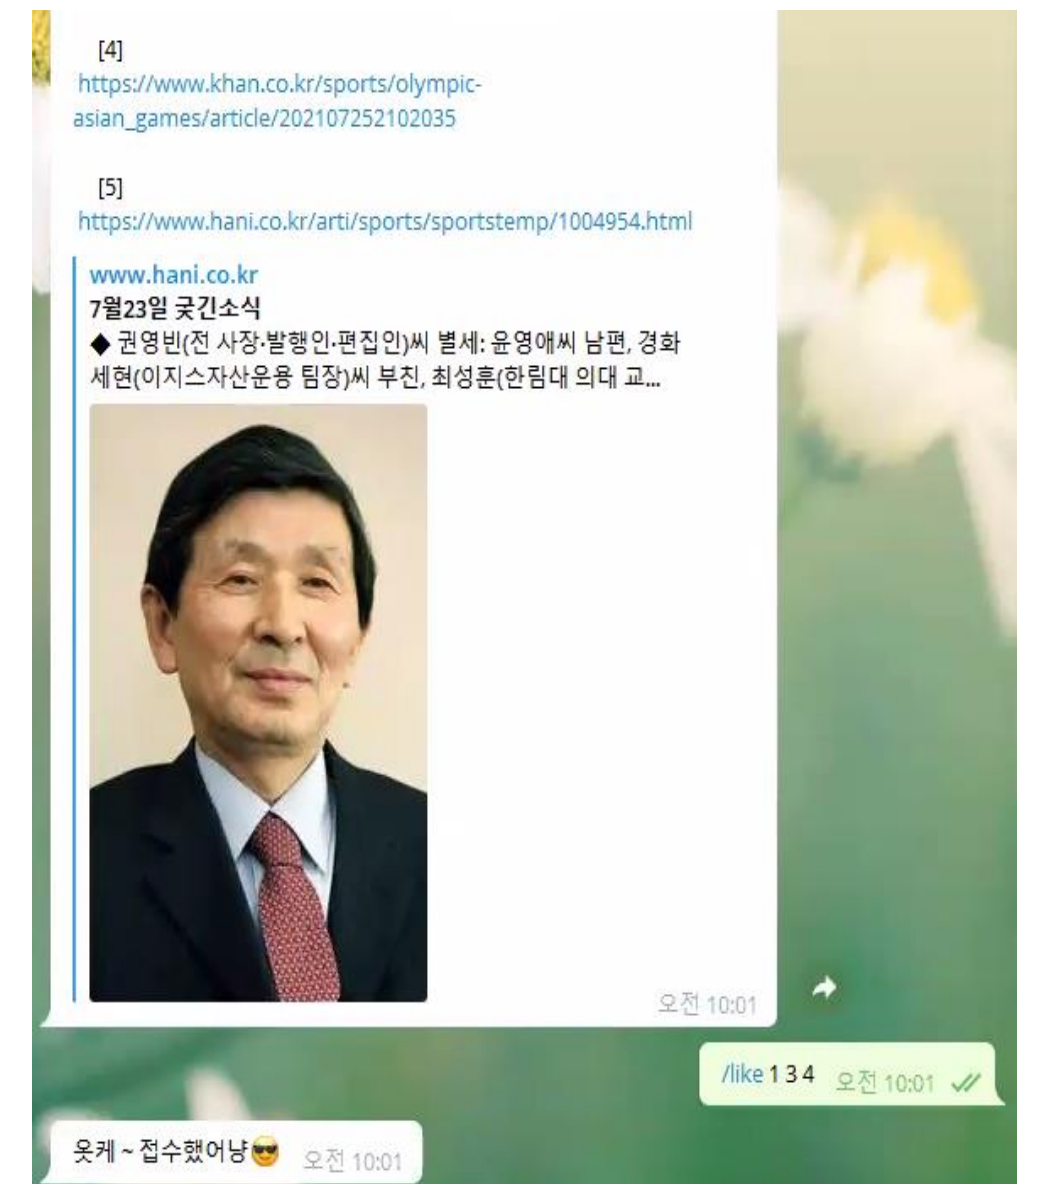 [4]
https://www.khan.co.kr/sports/olympic-
asian_games/article/202107252102035
[5]
https://www.hani.co.kr/arti/sports/sportstemp/1004954.html
www.hani.co.kr
7월23일 궂긴소식
◆ 권영빈(전 사장·발행인·편집인)씨 별세: 윤영애씨 남편, 경화
세현(이지스자산운용 팀장)씨 부친, 최성훈(한림대 의대 교...
오전 10:01
/like 1 3 4 오전 10:01
옷케 ~ 접수했어냥😎 오전 10:01